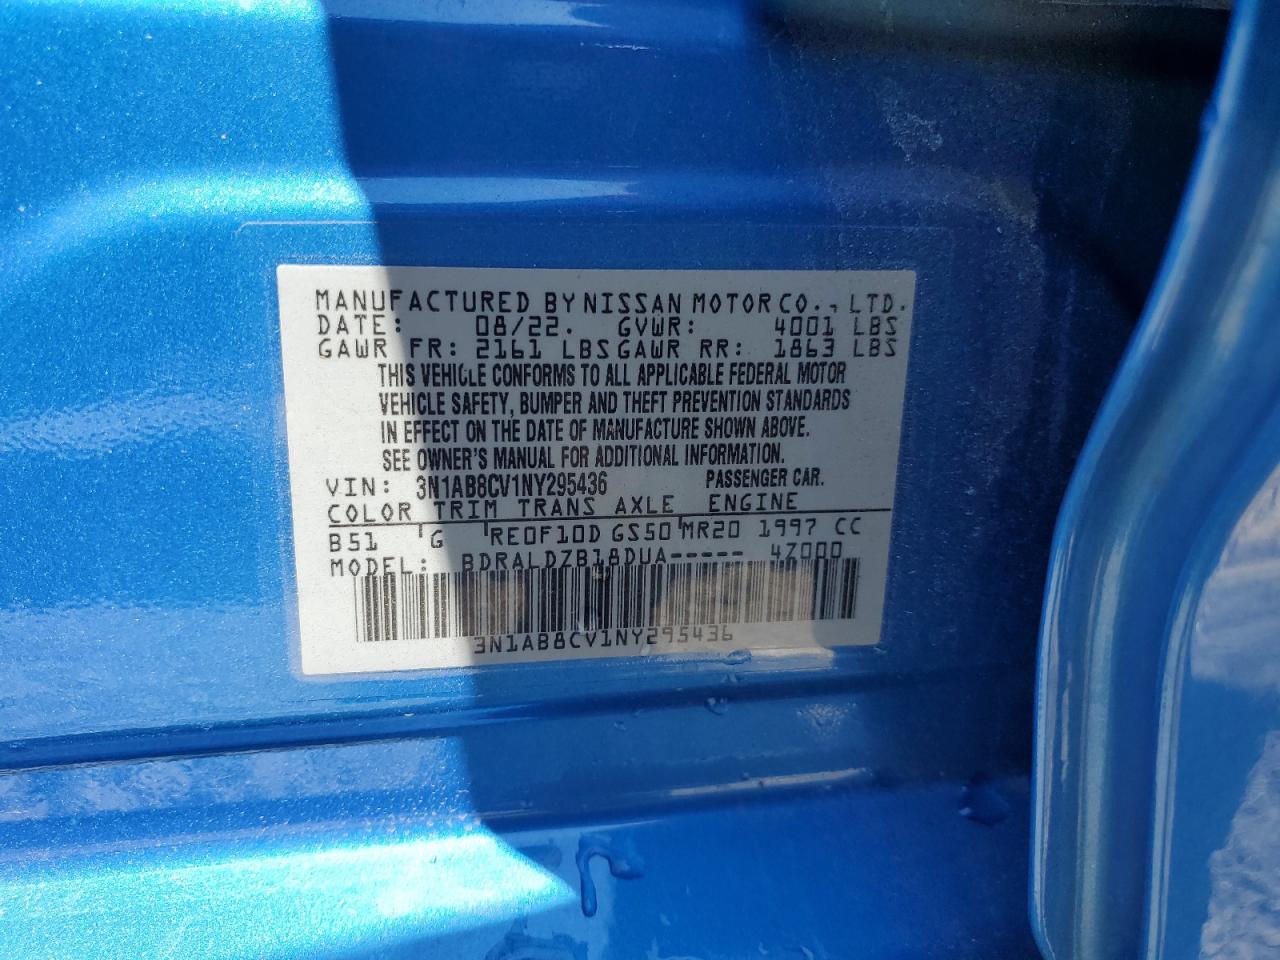 MANUFACTURED BY NISSAN MOTOR CO., LTD.
DATE: 08/22. GVWR: 4001 LBS
GAWR FR: 2161 LBS GAWR RR: 1863 LBS
THIS VEHICLE CONFORMS TO ALL APPLICABLE FEDERAL MOTOR
VEHICLE SAFETY, BUMPER AND THEFT PREVENTION STANDARDS
IN EFFECT ON THE DATE OF MANUFACTURE SHOWN ABOVE.
SEE OWNER'S MANUAL FOR ADDITIONAL INFORMATION.
VIN: 3N1AB8CV1NY295436 PASSENGER CAR.
COLOR TRIM TRANS AXLE ENGINE
B51 G RE0F10D GS50 MR20 1997 CC
MODEL: BDRALDZB18DUA----- 4Z000
3N1AB8CV1NY295436